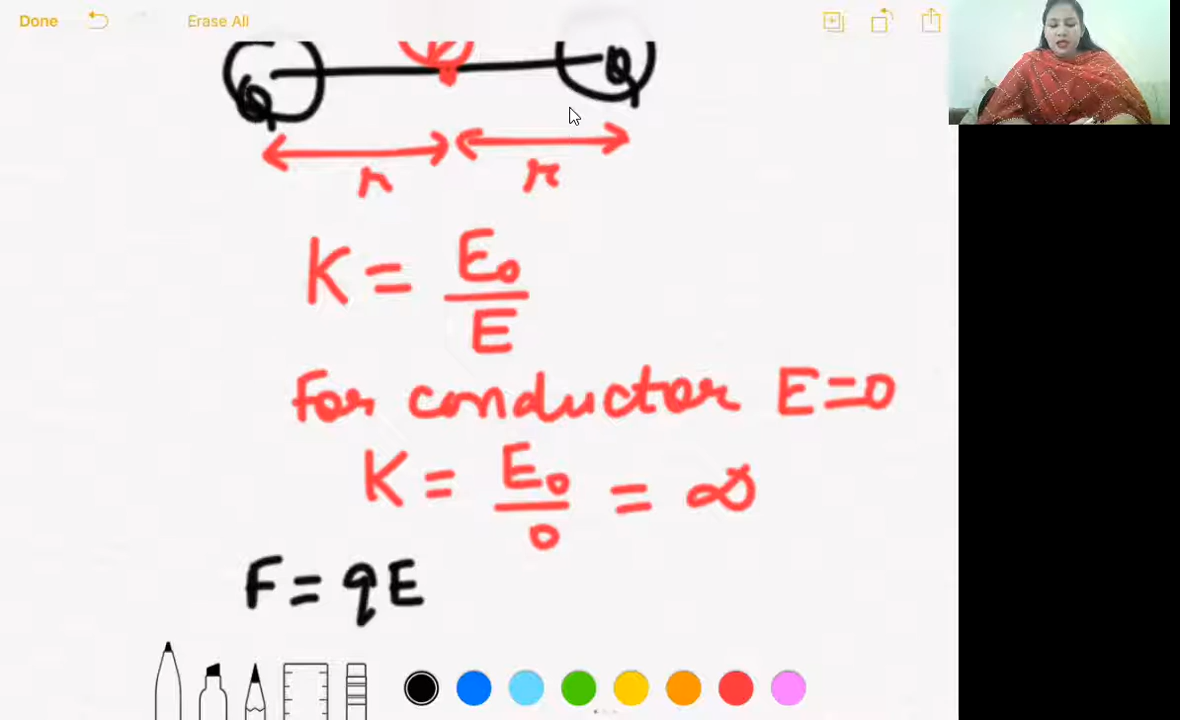 Done Erase All
Q Q
r r
K = E₀/E
For conductor E=0
K = E₀/0 = ∞
F = qE